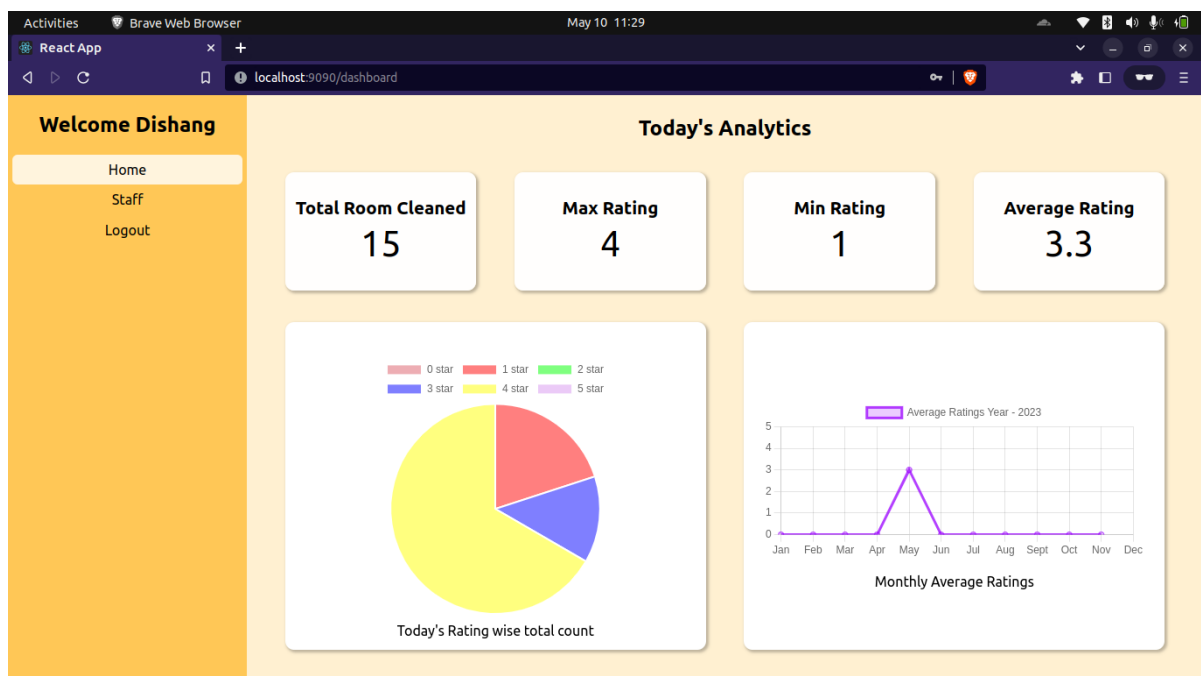 Activities Brave Web Browser May 10 11:29
React App
localhost:9090/dashboard
Welcome Dishang
Home
Staff
Logout
Today's Analytics
Total Room Cleaned
15
Max Rating
4
Min Rating
1
Average Rating
3.3
0 star 1 star 2 star
3 star 4 star 5 star
Today's Rating wise total count
Average Ratings Year - 2023
5
4
3
2
1
0
Jan Feb Mar Apr May Jun Jul Aug Sept Oct Nov Dec
Monthly Average Ratings